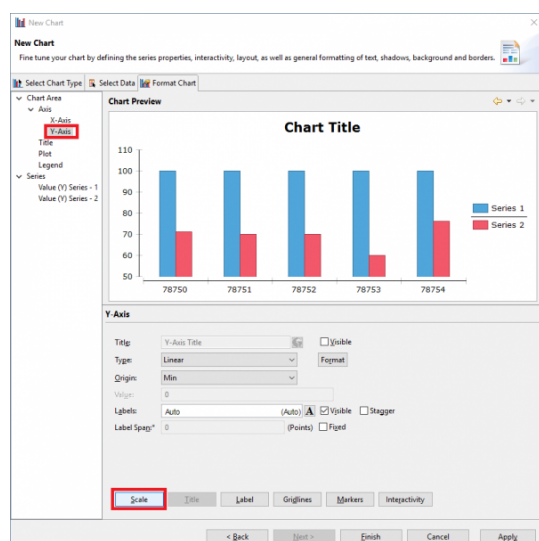 New Chart
New Chart
Fine tune your chart by defining the series properties, interactivity, layout, as well as general formatting of text, shadows, background and borders.
Select Chart Type Select Data Format Chart
Chart Area
Axis
X-Axis
Y-Axis
Title
Plot
Legend
Series
Value (Y) Series - 1
Value (Y) Series - 2
Chart Preview
Chart Title
110
100
90
80
70
60
50
78750 78751 78752 78753 78754
Series 1
Series 2
Y-Axis
Title: Y-Axis Title Visible
Type: Linear Format
Origin: Min
Value: 0
Labels: Auto (Auto) A Visible Stagger
Label Span:* 0 (Points) Fixed
Scale Title Label Gridlines Markers Interactivity
< Back Next > Finish Cancel Apply